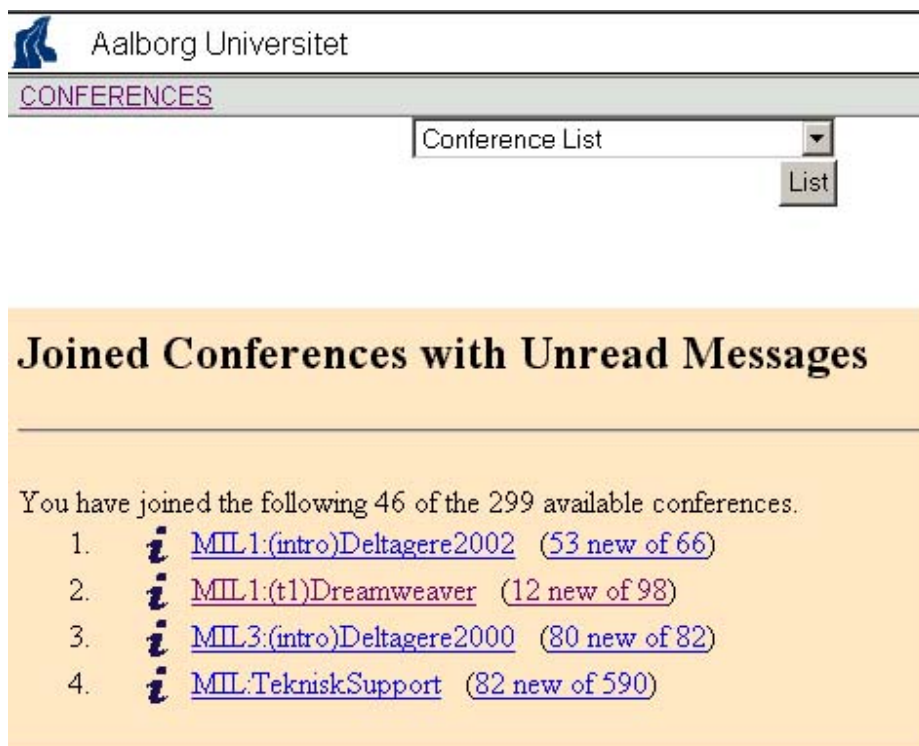 Aalborg Universitet
CONFERENCES
Conference List
List
Joined Conferences with Unread Messages
You have joined the following 46 of the 299 available conferences.
1. i MIL1:(intro)Deltagere2002 (53 new of 66)
2. i MIL1:(t1)Dreamweaver (12 new of 98)
3. i MIL3:(intro)Deltagere2000 (80 new of 82)
4. i MIL:TekniskSupport (82 new of 590)